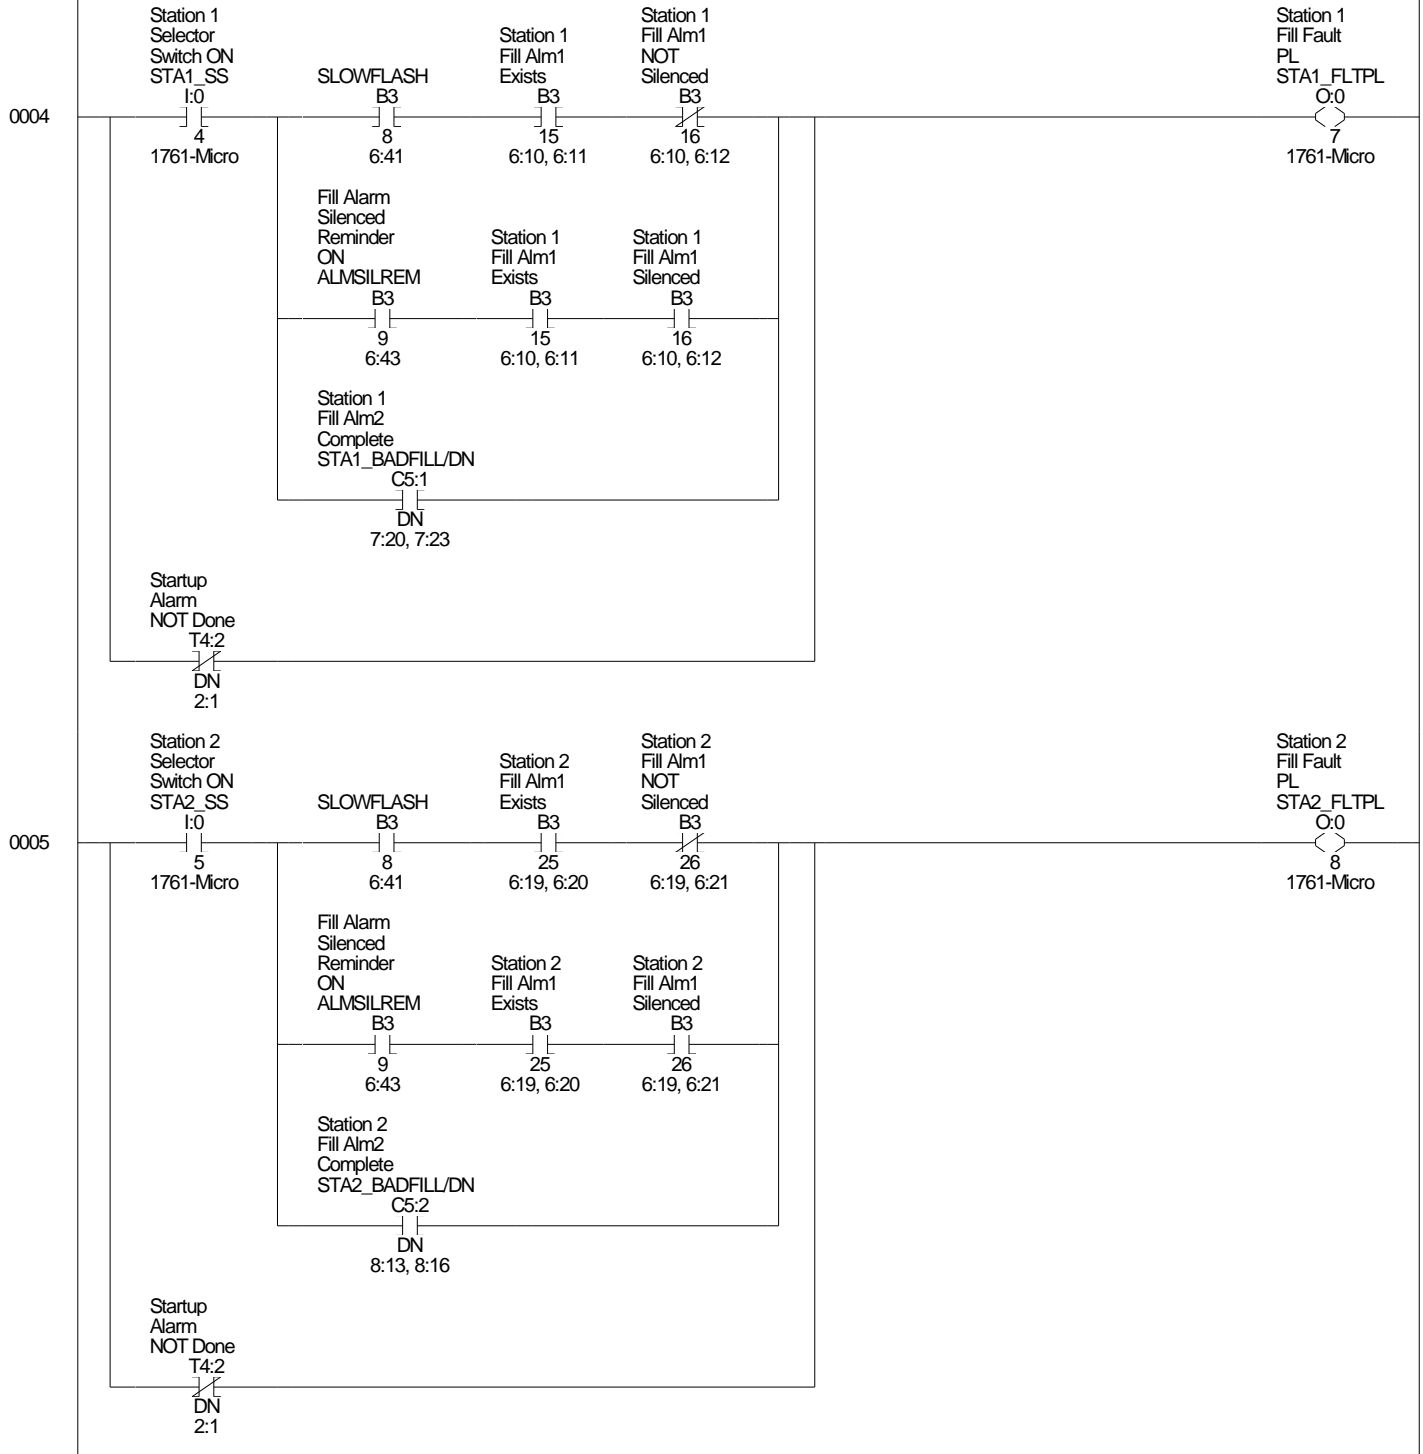 Station 1
Selector
Switch ON
STA1_SS
I:0
4
1761-Micro
SLOWFLASH
B3
8
6:41
Station 1
Fill Alm1
Exists
B3
15
6:10, 6:11
Station 1
Fill Alm1
NOT
Silenced
B3
16
6:10, 6:12
Station 1
Fill Fault
PL
STA1_FLTPL
O:0
7
1761-Micro
0004
Fill Alarm
Silenced
Reminder
ON
ALMSILREM
B3
9
6:43
Station 1
Fill Alm1
Exists
B3
15
6:10, 6:11
Station 1
Fill Alm1
Silenced
B3
16
6:10, 6:12
Station 1
Fill Alm2
Complete
STA1_BADFILL/DN
C5:1
DN
7:20, 7:23
Startup
Alarm
NOT Done
T4:2
DN
2:1
Station 2
Selector
Switch ON
STA2_SS
I:0
5
1761-Micro
SLOWFLASH
B3
8
6:41
Station 2
Fill Alm1
Exists
B3
25
6:19, 6:20
Station 2
Fill Alm1
NOT
Silenced
B3
26
6:19, 6:21
Station 2
Fill Fault
PL
STA2_FLTPL
O:0
8
1761-Micro
0005
Fill Alarm
Silenced
Reminder
ON
ALMSILREM
B3
9
6:43
Station 2
Fill Alm1
Exists
B3
25
6:19, 6:20
Station 2
Fill Alm1
Silenced
B3
26
6:19, 6:21
Station 2
Fill Alm2
Complete
STA2_BADFILL/DN
C5:2
DN
8:13, 8:16
Startup
Alarm
NOT Done
T4:2
DN
2:1